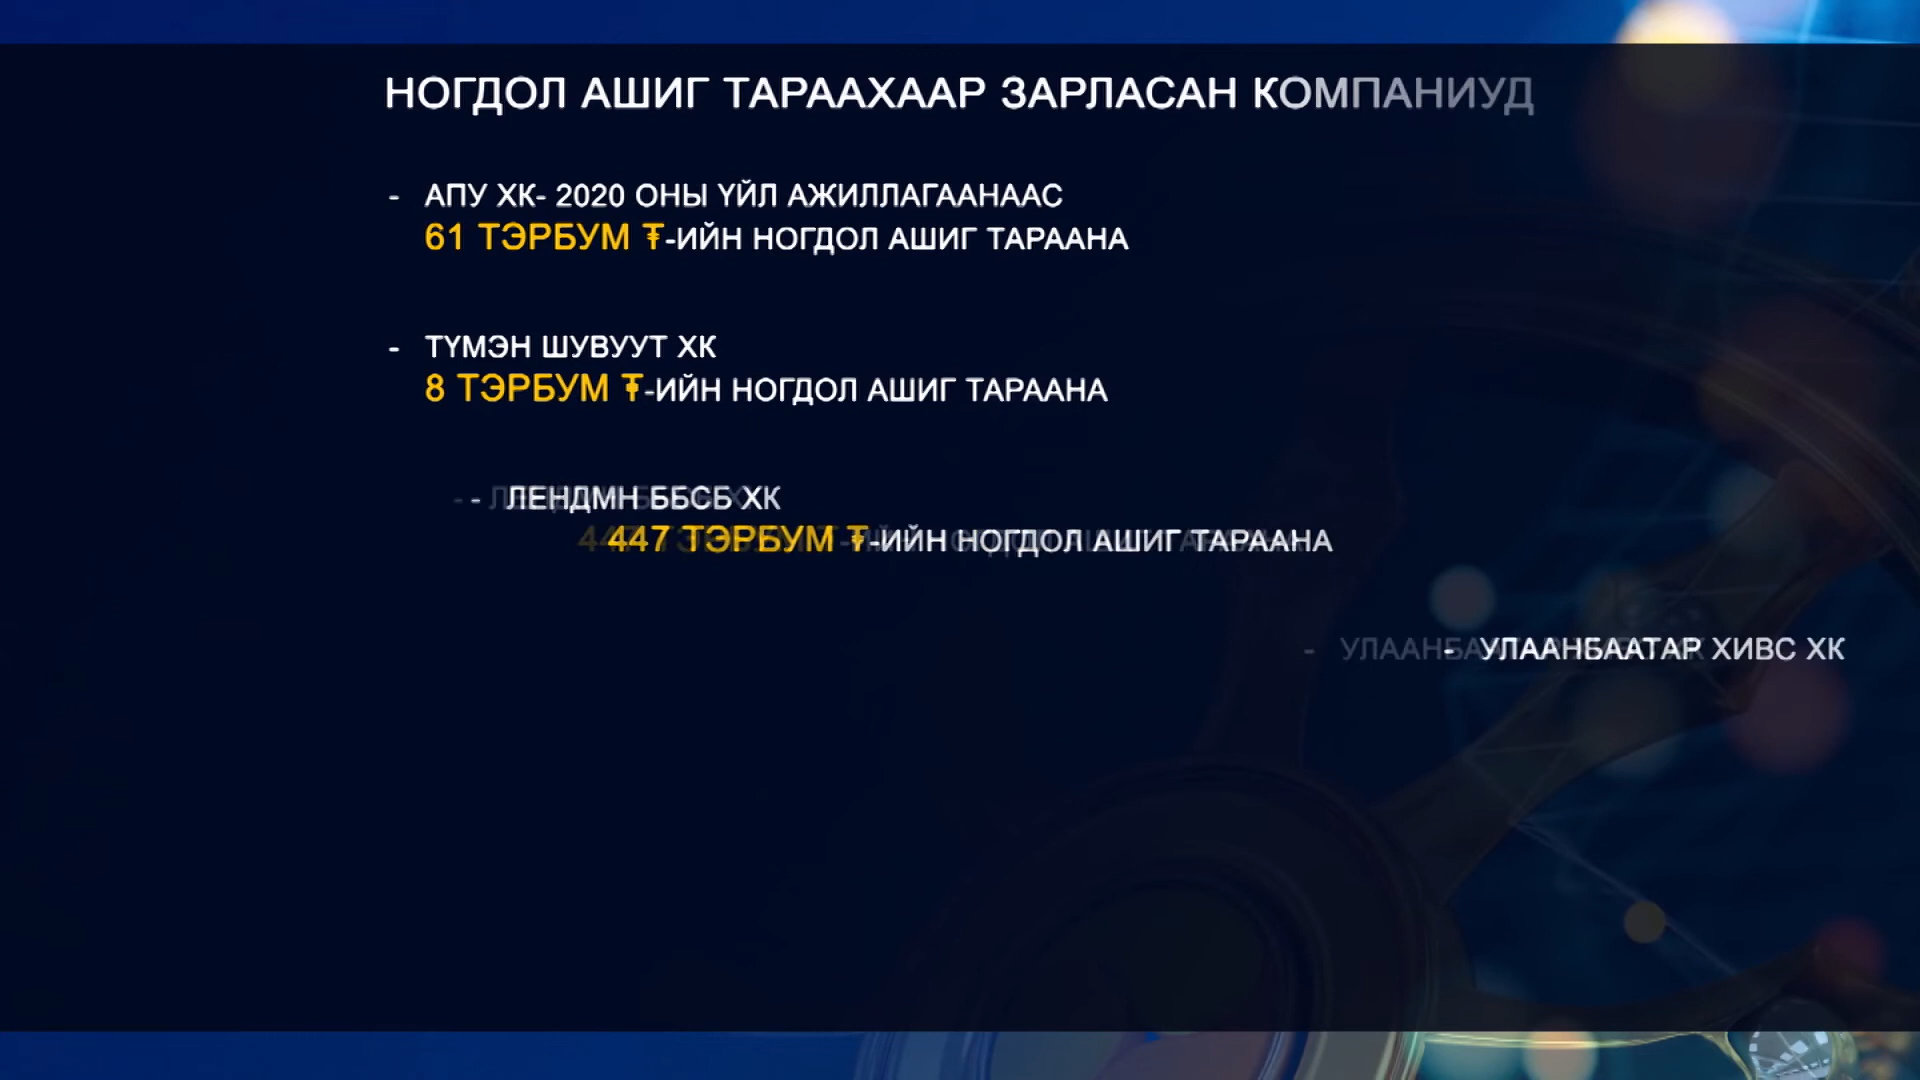 НОГДОЛ АШИГ ТАРААХААР ЗАРЛАСАН КОМПАНИУД
- АПУ ХК- 2020 ОНЫ ҮЙЛ АЖИЛЛАГААНААС
61 ТЭРБУМ ₮-ИЙН НОГДОЛ АШИГ ТАРААНА
- ТҮМЭН ШУВУУТ ХК
8 ТЭРБУМ ₮-ИЙН НОГДОЛ АШИГ ТАРААНА
- ЛЕНДМН ББСБ ХК
447 ТЭРБУМ ₮-ИЙН НОГДОЛ АШИГ ТАРААНА
- УЛААНБААТАР ХИВС ХК